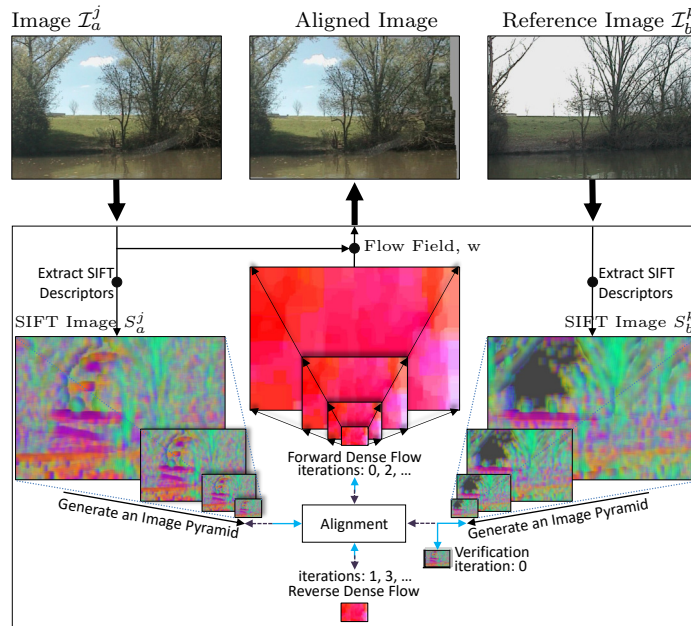 Image $\mathcal{I}_a^j$
Aligned Image
Reference Image $\mathcal{I}_b^k$
Flow Field, w
Extract SIFT
Descriptors
Extract SIFT
Descriptors
SIFT Image $S_a^j$
SIFT Image $S_b^k$
Forward Dense Flow
iterations: 0, 2, ...
Generate an Image Pyramid
Alignment
Generate an Image Pyramid
Verification
iteration: 0
iterations: 1, 3, ...
Reverse Dense Flow